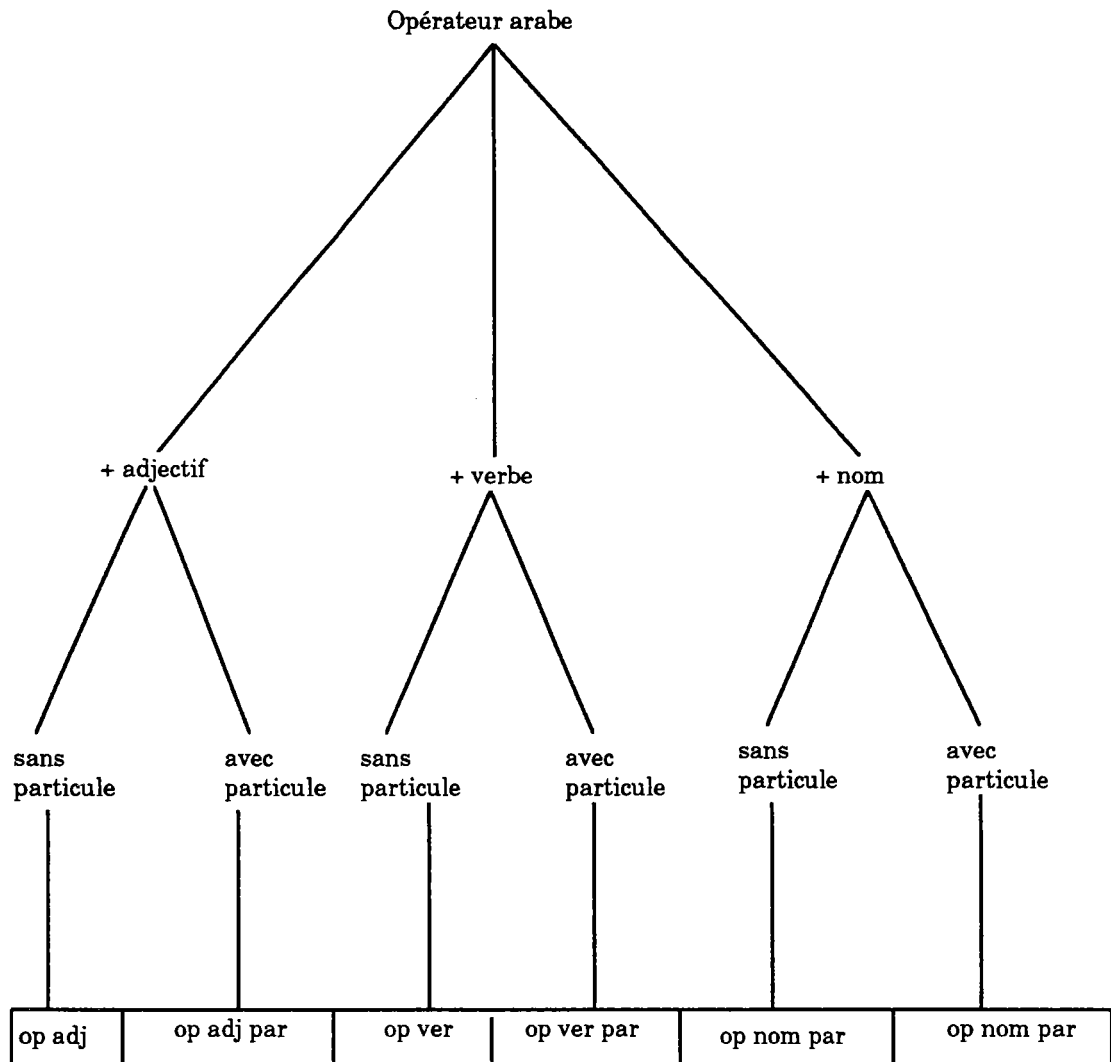 Opérateur arabe
+ adjectif + verbe + nom
sans particule avec particule sans particule avec particule sans particule avec particule
op adj op adj par op ver op ver par op nom par op nom par